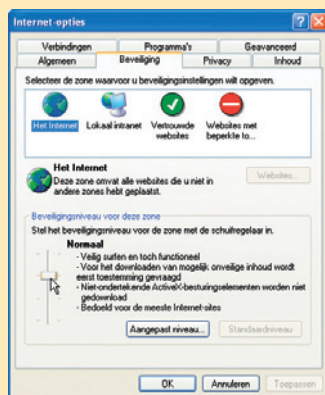 Internet-opties
Verbindingen Programma's Geavanceerd
Algemeen Beveiliging Privacy Inhoud
Selecteer de zone waarvoor u beveiligingsinstellingen wilt opgeven.
Het Internet Lokaal intranet Vertrouwde websites Websites met beperkte to...
Het Internet
Deze zone omvat alle websites die u niet in
andere zones hebt geplaatst.
Websites...
Beveiligingsniveau voor deze zone
Stel het beveiligingsniveau voor de zone met de schuifregelaar in.
Normaal
- Veilig surfen en toch functioneel
- Voor het downloaden van mogelijk onveilige inhoud wordt
eerst toestemming gevraagd
- Niet-ondertekende ActiveX-besturingselementen worden niet
gedownload
- Bedoeld voor de meeste Internet-sites
Aangepast niveau... Standaardniveau
OK Annuleren Toepassen